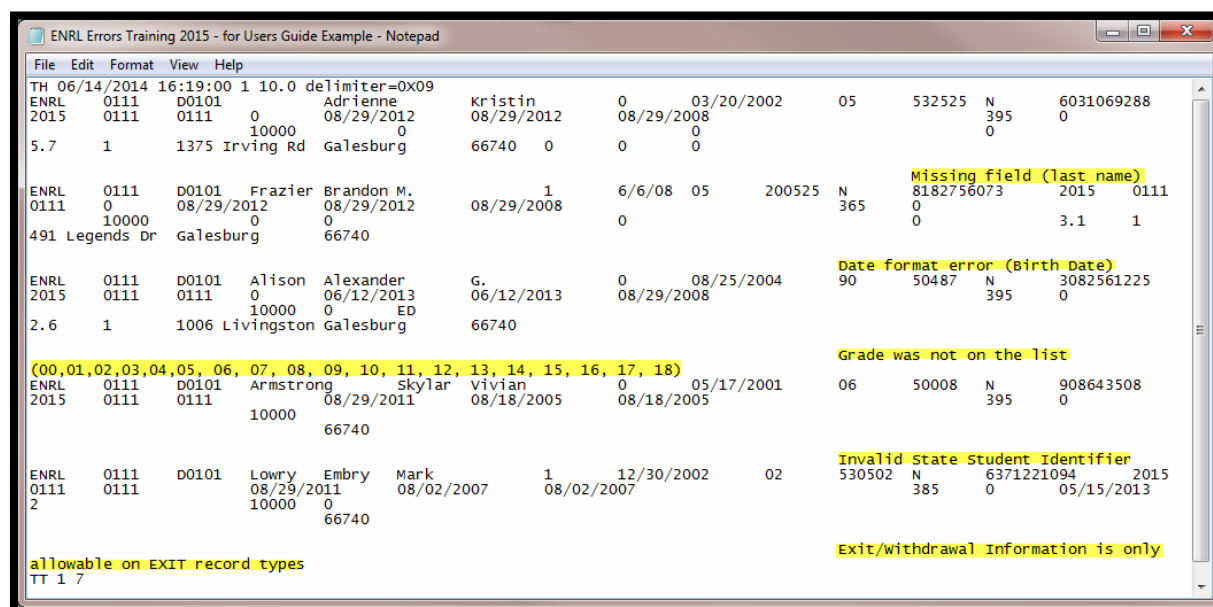 ENRL Errors Training 2015 - for Users Guide Example - Notepad
File Edit Format View Help
TH 06/14/2014 16:19:00 1 10.0 delimiter=0X09
ENRL 0111 D0101 Adrienne Kristin 0 03/20/2002 05 532525 N 6031069288
2015 0111 0111 0 08/29/2012 08/29/2012 08/29/2008 395 0
10000 0 0 0
5.7 1 1375 Irving Rd Galesburg 66740 0 0 0
Missing field (last name)
ENRL 0111 D0101 Frazier Brandon M. 1 6/6/08 05 200525 N 8182756073 2015 0111
0111 0 08/29/2012 08/29/2012 08/29/2008 365 0
10000 0 0 0 0 3.1 1
491 Legends Dr Galesburg 66740
Date format error (Birth Date)
ENRL 0111 D0101 Alison Alexander G. 0 08/25/2004 90 50487 N 3082561225
2015 0111 0111 0 06/12/2013 06/12/2013 08/29/2008 395 0
10000 0 ED
2.6 1 1006 Livingston Galesburg 66740
Grade was not on the list
(00,01,02,03,04,05, 06, 07, 08, 09, 10, 11, 12, 13, 14, 15, 16, 17, 18)
ENRL 0111 D0101 Armstrong Skylar Vivian 0 05/17/2001 06 50008 N 908643508
2015 0111 0111 08/29/2011 08/18/2005 08/18/2005 395 0
10000
66740
Invalid State Student Identifier
ENRL 0111 D0101 Lowry Embry Mark 1 12/30/2002 02 530502 N 6371221094 2015
0111 0111 08/29/2011 08/02/2007 08/02/2007 385 0 05/15/2013
2 10000 0
66740
Exit/Withdrawal Information is only
allowable on EXIT record types
TT 1 7